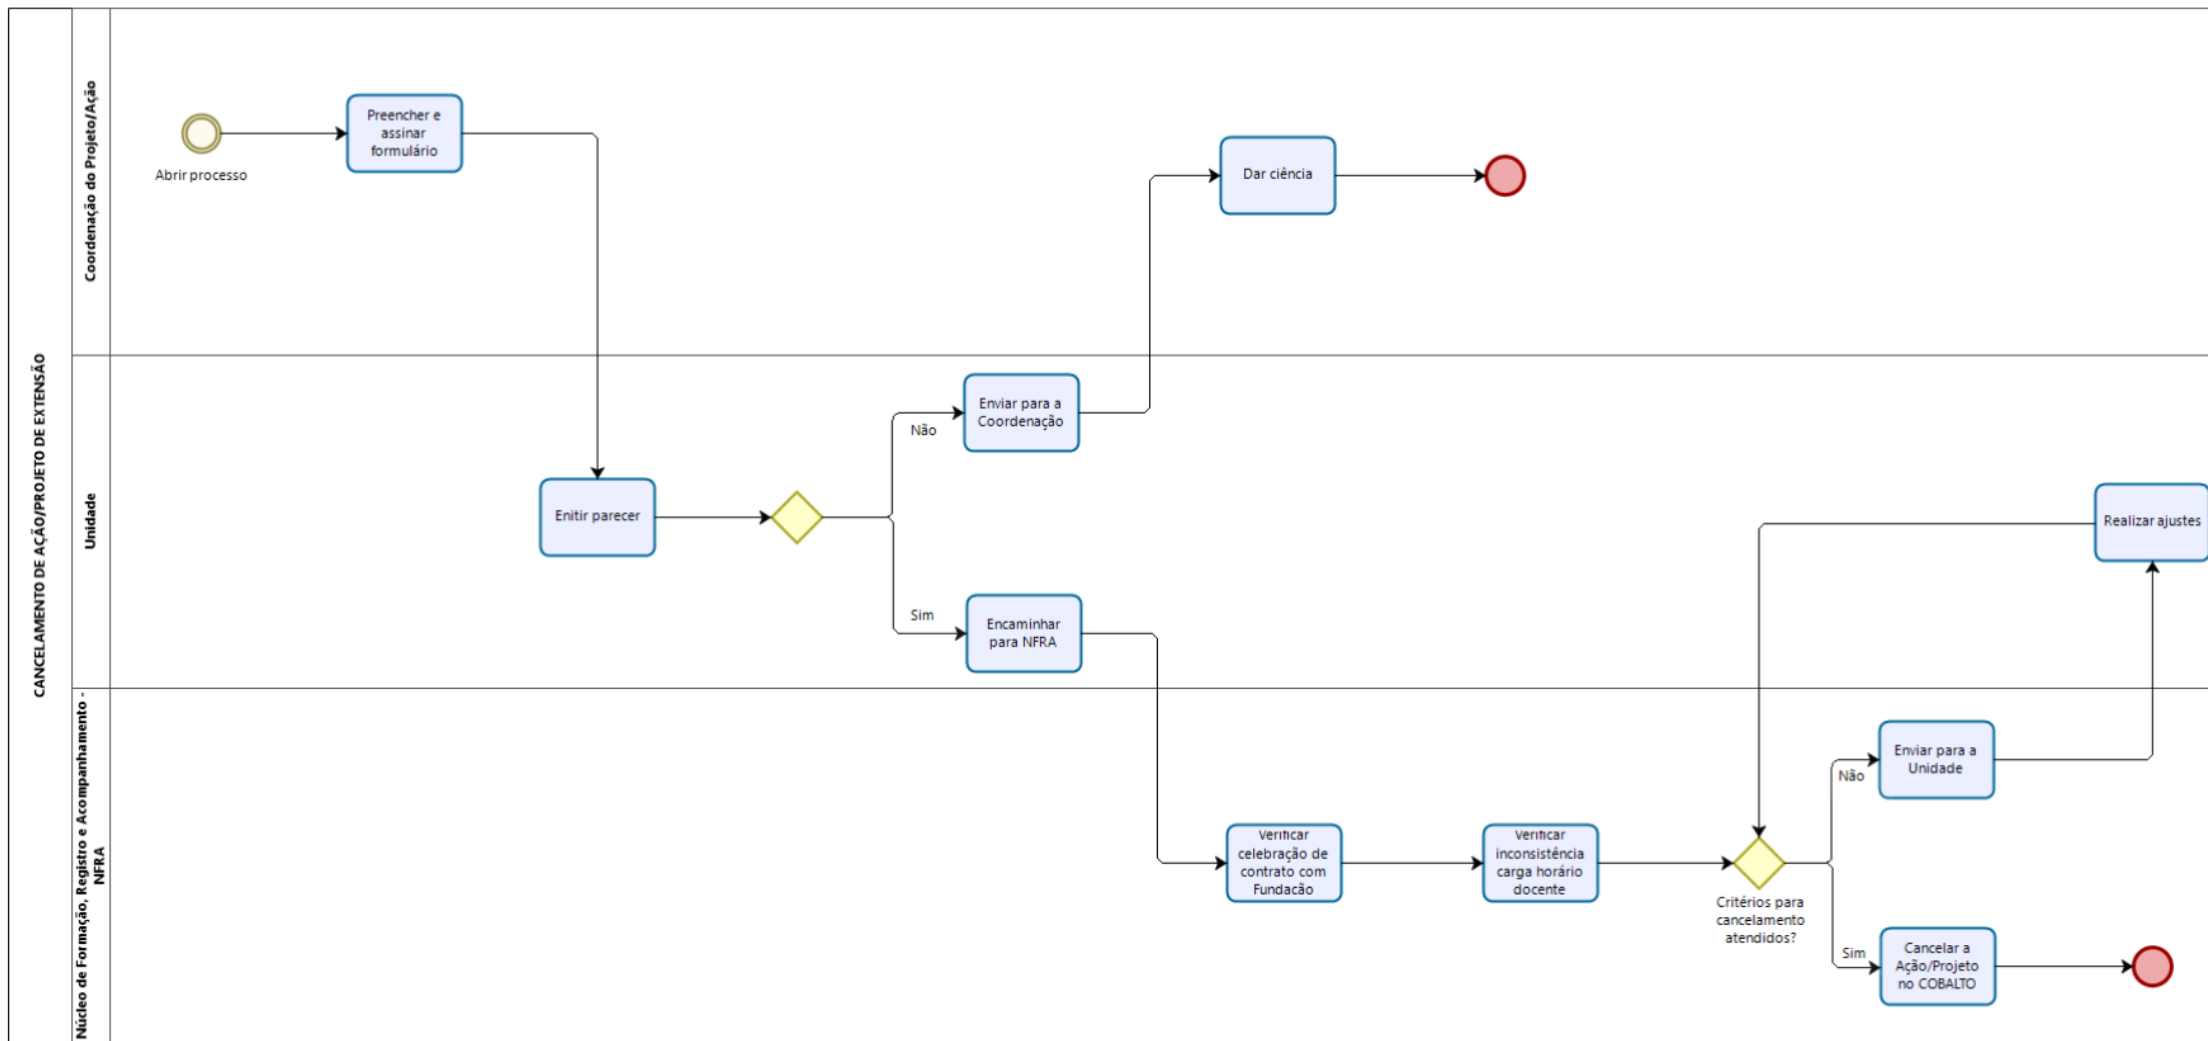 CANCELAMENTO DE AÇÃO/PROJETO DE EXTENSÃO
Coordenação do Projeto/Ação
Abrir processo
Preencher e
assinar
formulário
Dar ciência
Unidade
Enitir parecer
Não
Enviar para a
Coordenação
Sim
Encaminhar
para NFRA
Realizar ajustes
Núcleo de Formação, Registro e Acompanhamento -
NFRA
Verificar
celebração de
contrato com
Fundação
Verificar
inconsistência
carga horário
docente
Critérios para
cancelamento
atendidos?
Não
Enviar para a
Unidade
Sim
Cancelar a
Ação/Projeto
no COBALTO